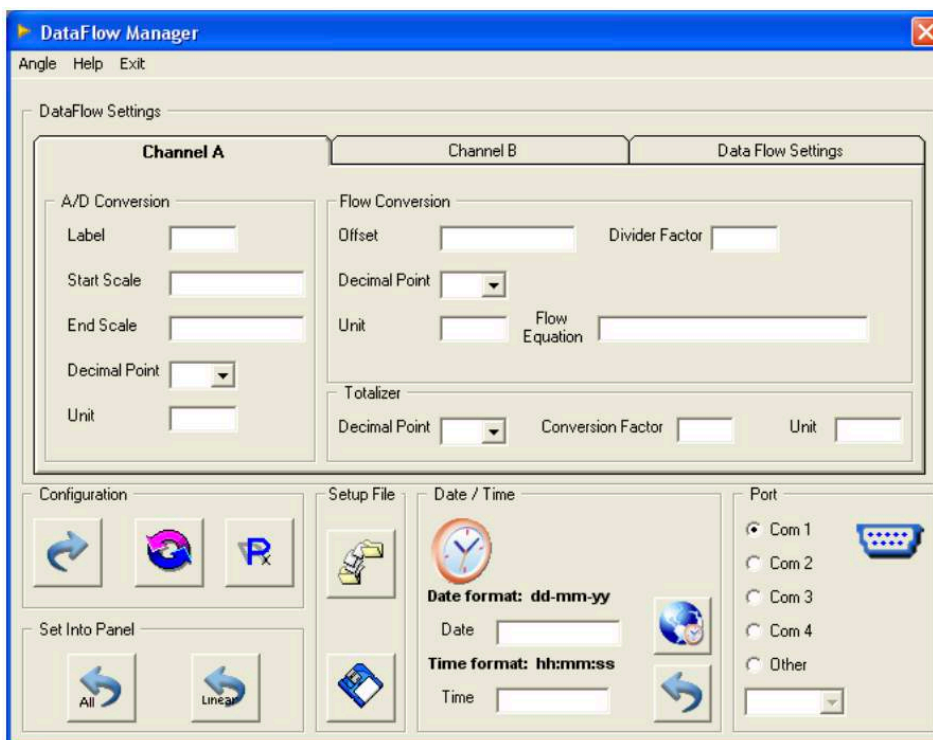 DataFlow Manager
Angle Help Exit
DataFlow Settings
Channel A
Channel B
Data Flow Settings
A/D Conversion
Label
Start Scale
End Scale
Decimal Point
Unit
Flow Conversion
Offset
Divider Factor
Decimal Point
Unit
Flow
Equation
Totalizer
Decimal Point
Conversion Factor
Unit
Configuration
Px
Set Into Panel
All
Linear
Setup File
Date / Time
Date format: dd-mm-yy
Date
Time format: hh:mm:ss
Time
Port
Com 1
Com 2
Com 3
Com 4
Other